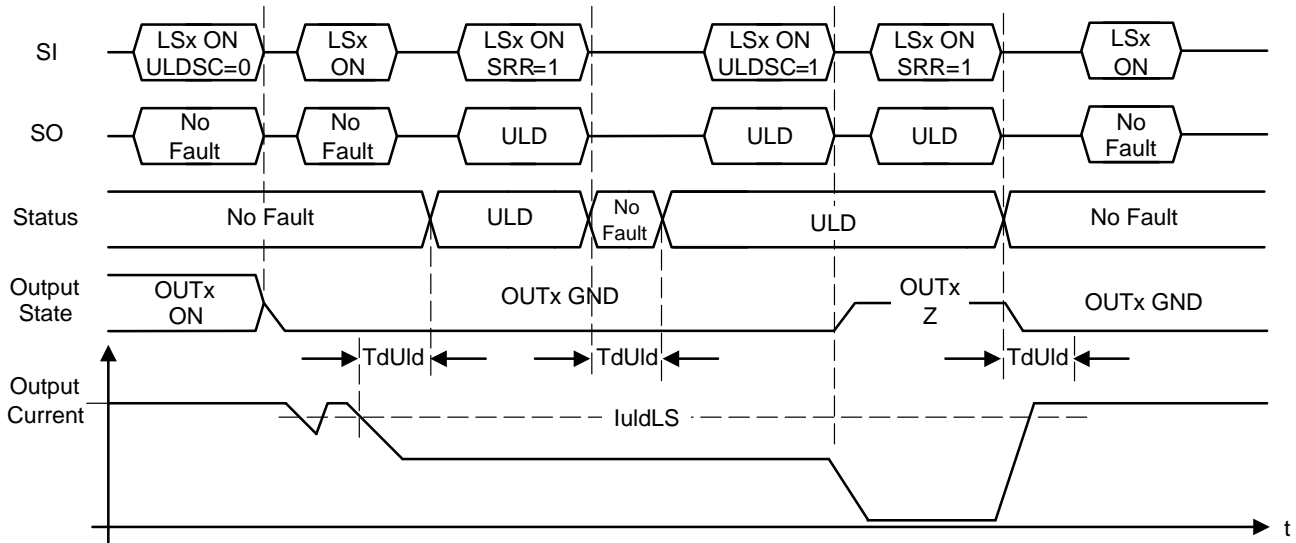 SI
LSx ON
ULDSC=0
LSx
ON
LSx ON
SRR=1
LSx ON
ULDSC=1
LSx ON
SRR=1
LSx
ON
SO
No
Fault
No
Fault
ULD
ULD
ULD
No
Fault
Status
No Fault
ULD
No
Fault
ULD
No Fault
Output
State
OUTx
ON
OUTx GND
OUTx
Z
OUTx GND
TdUld
TdUld
TdUld
Output
Current
IuldLS
t